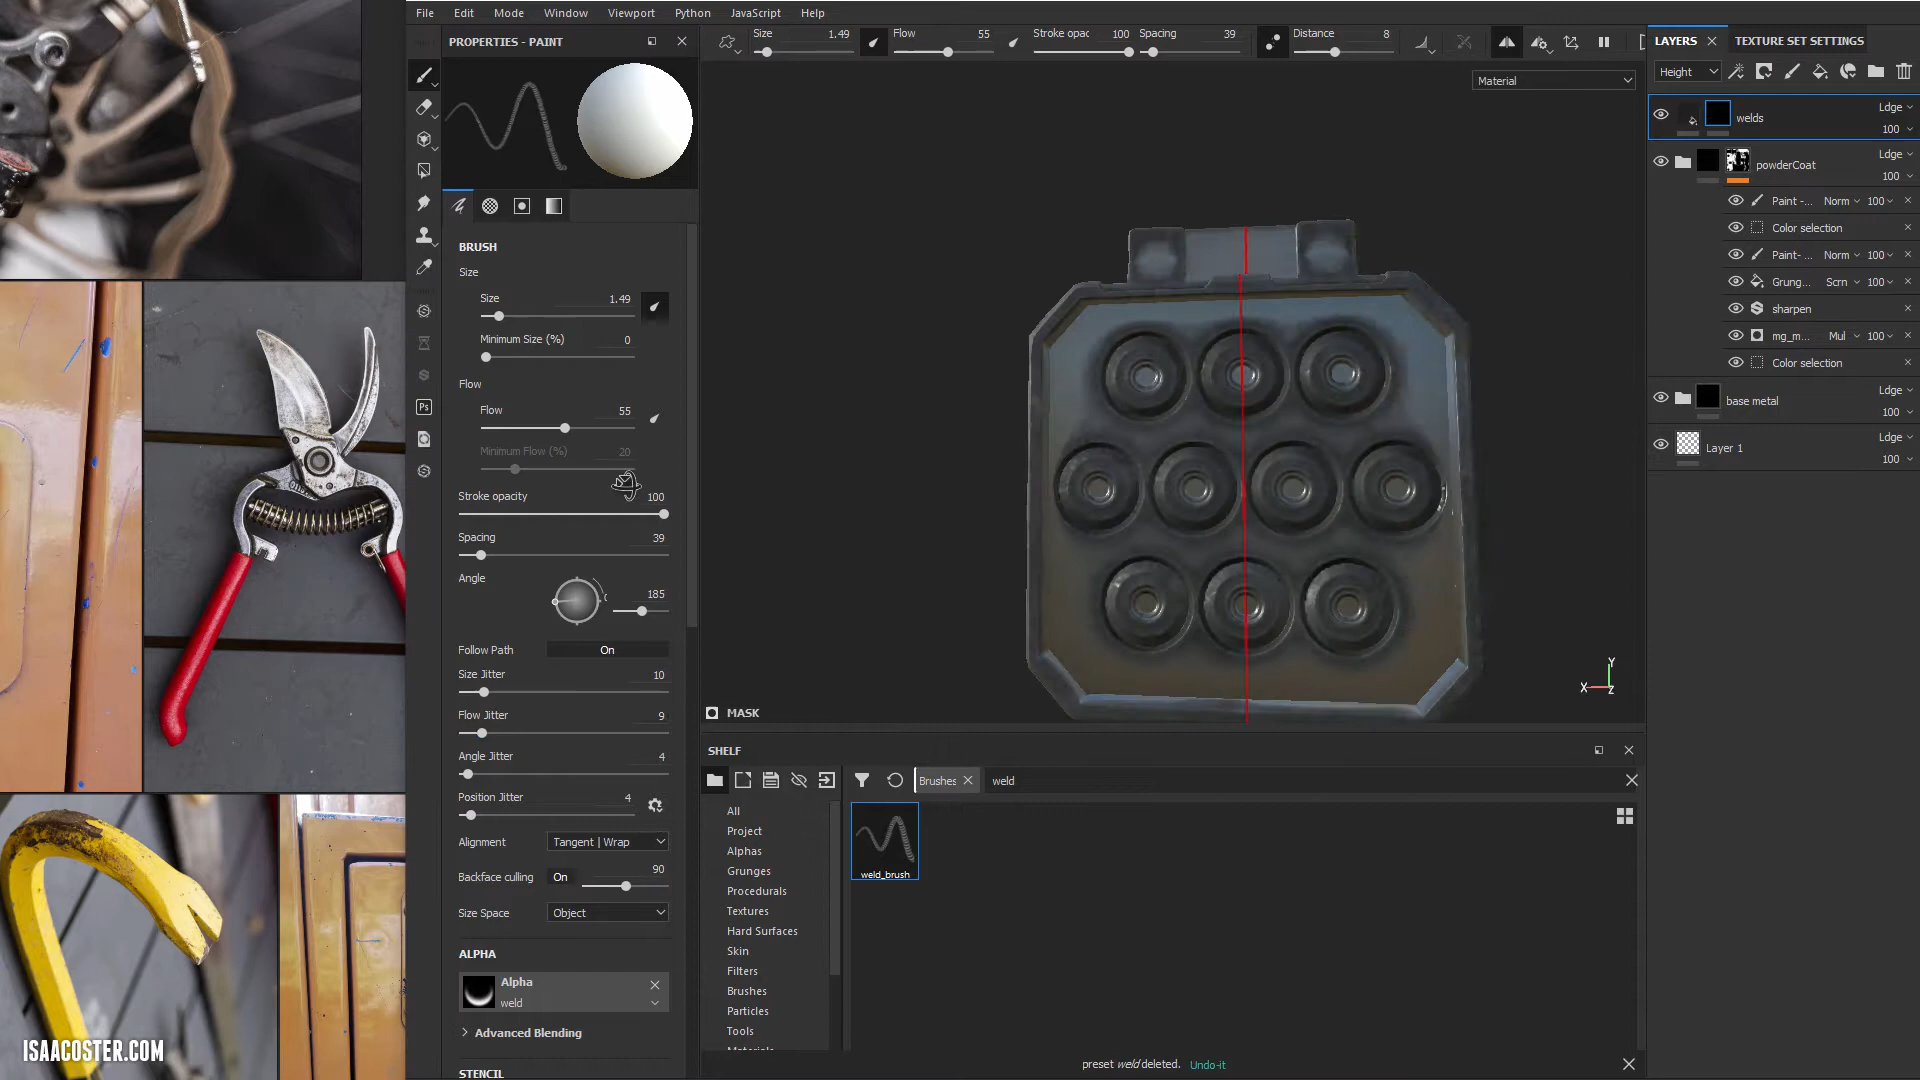 File Edit Mode Window Viewport Python JavaScript Help
PROPERTIES - PAINT
Size 1.49 Flow 55 Stroke opac 100 Spacing 39 Distance 8
LAYERS TEXTURE SET SETTINGS
Material
Height
Ldge
welds
100
Ldge
powderCoat
100
Paint -... Norm 100
Color selection
Paint- ... Norm 100
Grung... Scrn 100
sharpen
mg_m... Mul 100
Color selection
Ldge
base metal
100
Ldge
Layer 1
100
BRUSH
Size
Size 1.49
Minimum Size (%) 0
Flow
Flow 55
Minimum Flow (%) 20
Stroke opacity 100
Spacing 39
Angle
185
Follow Path On
Size Jitter 10
Flow Jitter 9
Angle Jitter 4
Position Jitter 4
Alignment Tangent | Wrap
Backface culling On 90
Size Space Object
ALPHA
Alpha
weld
Advanced Blending
STENCIL
Ps
Y
X
Z
MASK
SHELF
Brushes weld
All
Project
Alphas
Grunges
Procedurals
Textures
Hard Surfaces
Skin
Filters
Brushes
Particles
Tools
Materials
weld_brush
preset weld deleted. Undo-it
ISAACOSTER.COM